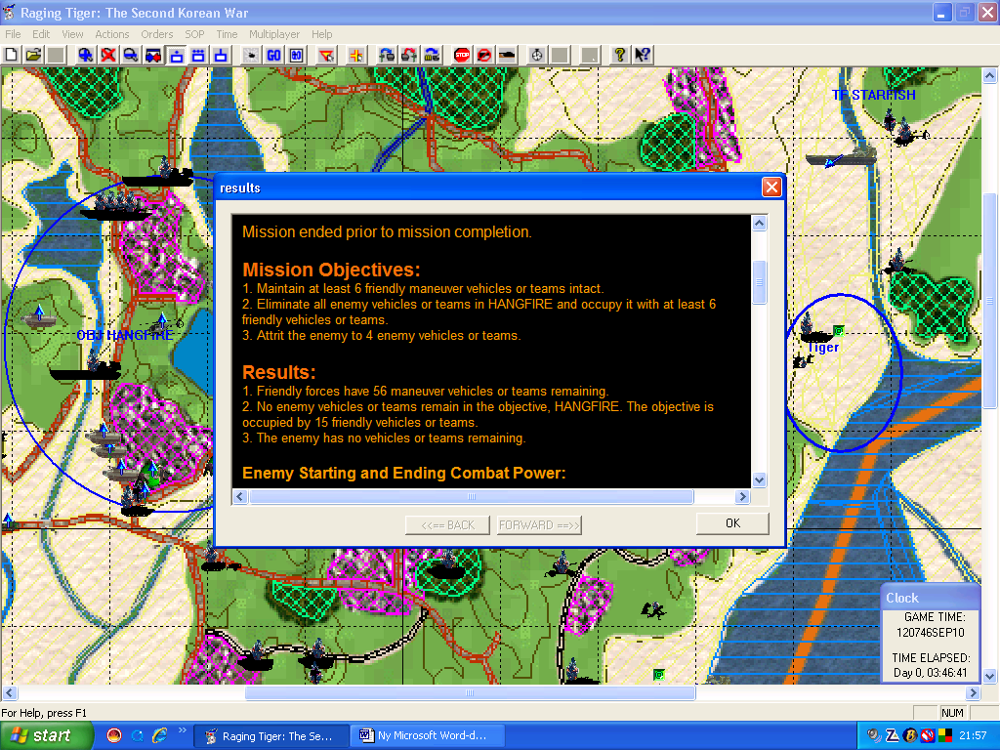 Raging Tiger: The Second Korean War
File Edit View Actions Orders SOP Time Multiplayer Help
GO
STOP
TF STARFISH
OBJ HANGFIRE
Tiger
results
Mission ended prior to mission completion.
Mission Objectives:
1. Maintain at least 6 friendly maneuver vehicles or teams intact.
2. Eliminate all enemy vehicles or teams in HANGFIRE and occupy it with at least 6
friendly vehicles or teams.
3. Attrit the enemy to 4 enemy vehicles or teams.
Results:
1. Friendly forces have 56 maneuver vehicles or teams remaining.
2. No enemy vehicles or teams remain in the objective, HANGFIRE. The objective is
occupied by 15 friendly vehicles or teams.
3. The enemy has no vehicles or teams remaining.
Enemy Starting and Ending Combat Power:
<<== BACK FORWARD ==>> OK
Clock
GAME TIME:
120746SEP10
TIME ELAPSED:
Day 0, 03:46:41
For Help, press F1 NUM
start Raging Tiger: The Se... Ny Microsoft Word-d... 21:57